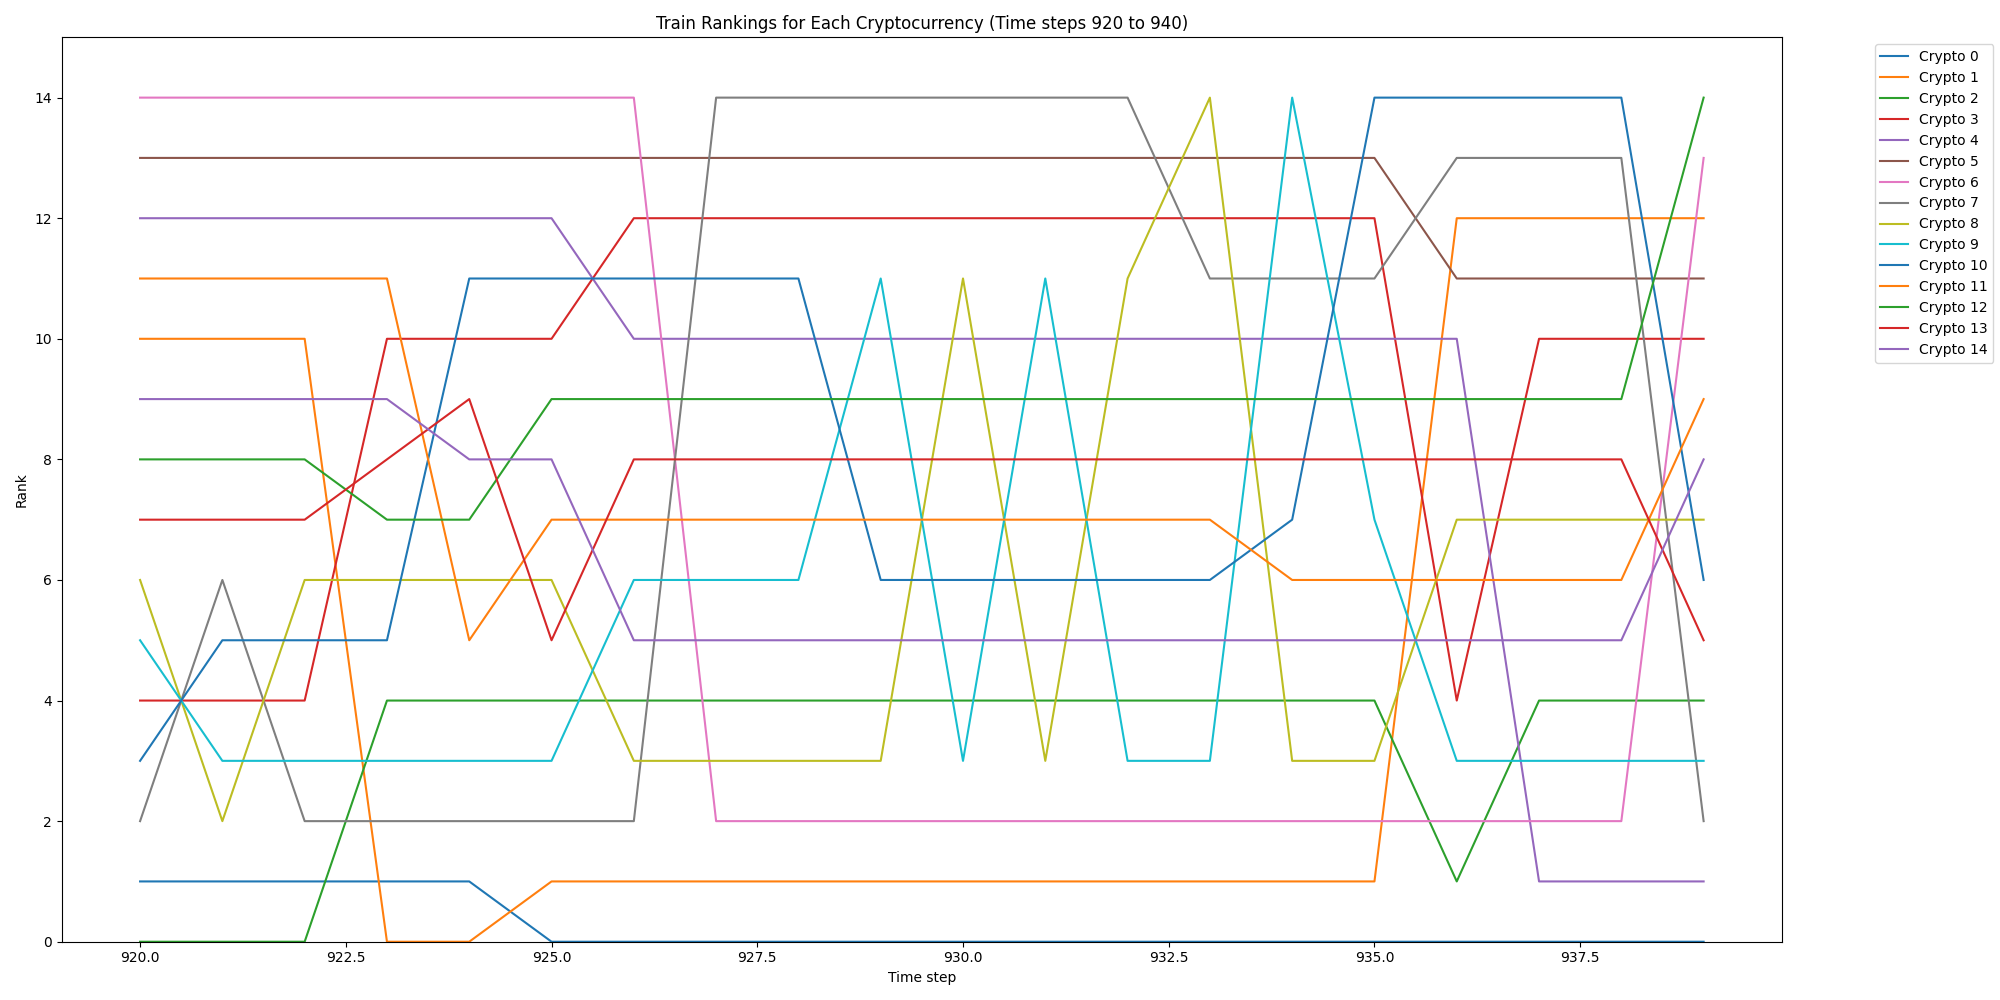 Train Rankings for Each Cryptocurrency (Time steps 920 to 940)
Rank
14
12
10
8
6
4
2
0
920.0 922.5 925.0 927.5 930.0 932.5 935.0 937.5
Time step
Crypto 0
Crypto 1
Crypto 2
Crypto 3
Crypto 4
Crypto 5
Crypto 6
Crypto 7
Crypto 8
Crypto 9
Crypto 10
Crypto 11
Crypto 12
Crypto 13
Crypto 14